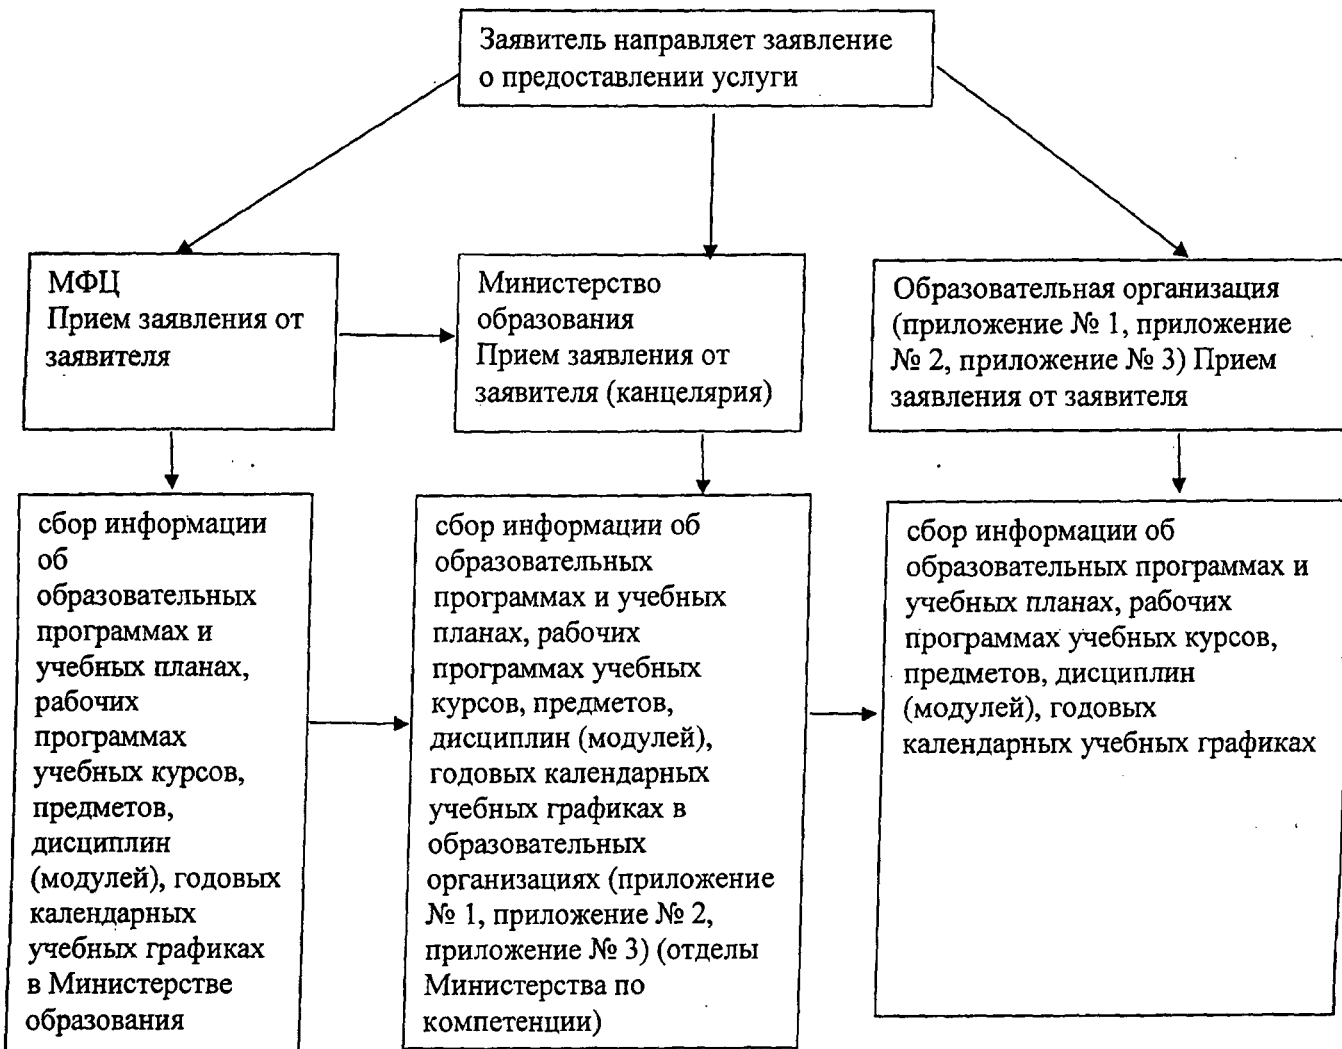 Заявитель направляет заявление
о предоставлении услуги
МФЦ
Прием заявления от
заявителя
Министерство
образования
Прием заявления от
заявителя (канцелярия)
Образовательная организация
(приложение № 1, приложение
№ 2, приложение № 3) Прием
заявления от заявителя
сбор информации
об
образовательных
программах и
учебных планах,
рабочих
программах
учебных курсов,
предметов,
дисциплин
(модулей), годовых
календарных
учебных графиках
в Министерстве
образования
сбор информации об
образовательных
программах и учебных
планах, рабочих
программах учебных
курсов, предметов,
дисциплин (модулей),
годовых календарных
учебных графиках в
образовательных
организациях (приложение
№ 1, приложение № 2,
приложение № 3) (отделы
Министерства по
компетенции)
сбор информации об
образовательных программах и
учебных планах, рабочих
программах учебных курсов,
предметов, дисциплин
(модулей), годовых
календарных учебных графиках